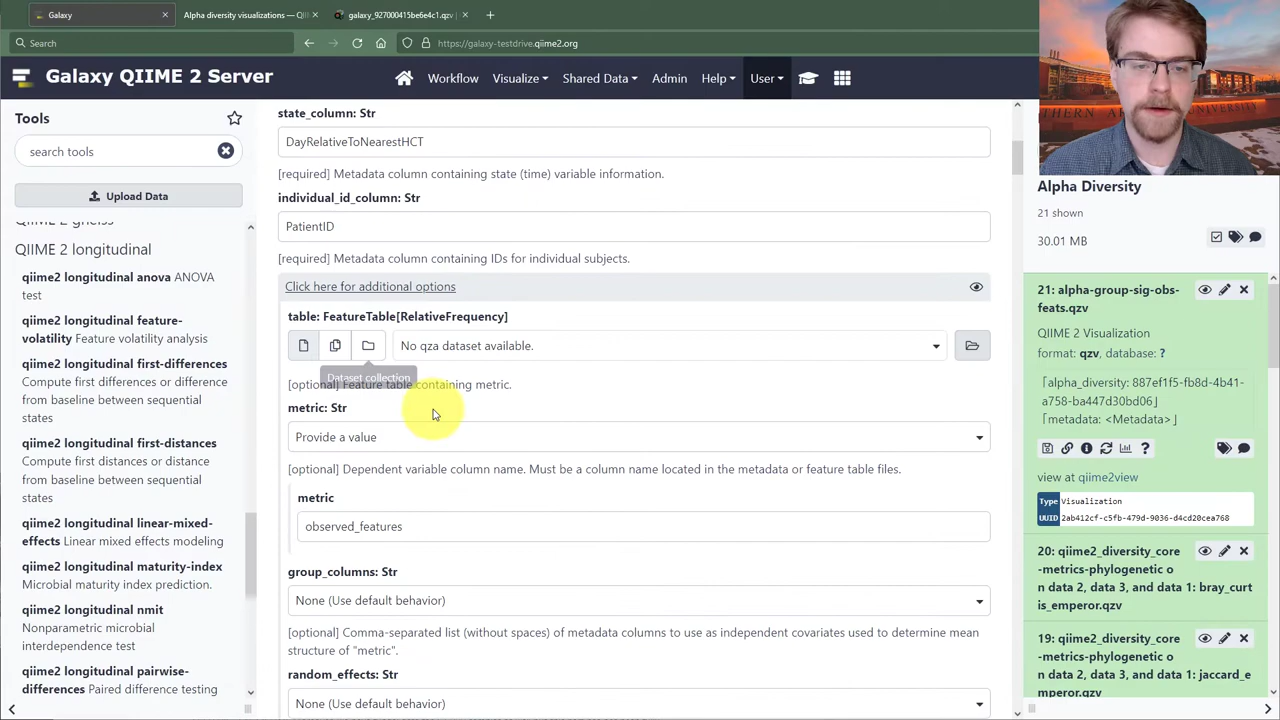 Galaxy
Alpha diversity visualizations —
galaxy_927000415be6e4c1.qzv
Search
https://galaxy-testdrive.qiime2.org
Galaxy QIIME 2 Server
Workflow
Visualize
Shared Data
Admin
Help
User
Tools
search tools
Upload Data
QIIME 2 gneiss
QIIME 2 longitudinal
qiime2 longitudinal anova ANOVA
test
qiime2 longitudinal feature-
volatility Feature volatility analysis
qiime2 longitudinal first-differences
Compute first differences or difference
from baseline between sequential
states
qiime2 longitudinal first-distances
Compute first distances or distance
from baseline between sequential
states
qiime2 longitudinal linear-mixed-
effects Linear mixed effects modeling
qiime2 longitudinal maturity-index
Microbial maturity index prediction.
qiime2 longitudinal nmit
Nonparametric microbial
interdependence test
qiime2 longitudinal pairwise-
differences Paired difference testing
state_column: Str
DayRelativeToNearestHCT
[required] Metadata column containing state (time) variable information.
individual_id_column: Str
PatientID
[required] Metadata column containing IDs for individual subjects.
Click here for additional options
table: FeatureTable[RelativeFrequency]
No qza dataset available.
Dataset collection
[optional] Feature table containing metric.
metric: Str
Provide a value
[optional] Dependent variable column name. Must be a column name located in the metadata or feature table files.
metric
observed_features
group_columns: Str
None (Use default behavior)
[optional] Comma-separated list (without spaces) of metadata columns to use as independent covariates used to determine mean
structure of "metric".
random_effects: Str
None (Use default behavior)
Alpha Diversity
21 shown
30.01 MB
21: alpha-group-sig-obs-
feats.qzv
QIIME 2 Visualization
format: qzv, database: ?
⌈alpha_diversity: 887ef1f5-fb8d-4b41-
a758-ba447d30bd06⌋
⌈metadata: <Metadata>⌋
view at qiime2view
Type Visualization
UUID 2ab412cf-c5fb-479d-9036-d4cd20cea768
20: qiime2_diversity_core
-metrics-phylogenetic o
n data 2, data 3, and data 1: bray_curt
is_emperor.qzv
19: qiime2_diversity_core
-metrics-phylogenetic o
n data 2, data 3, and data 1: jaccard_e
mperor.qzv